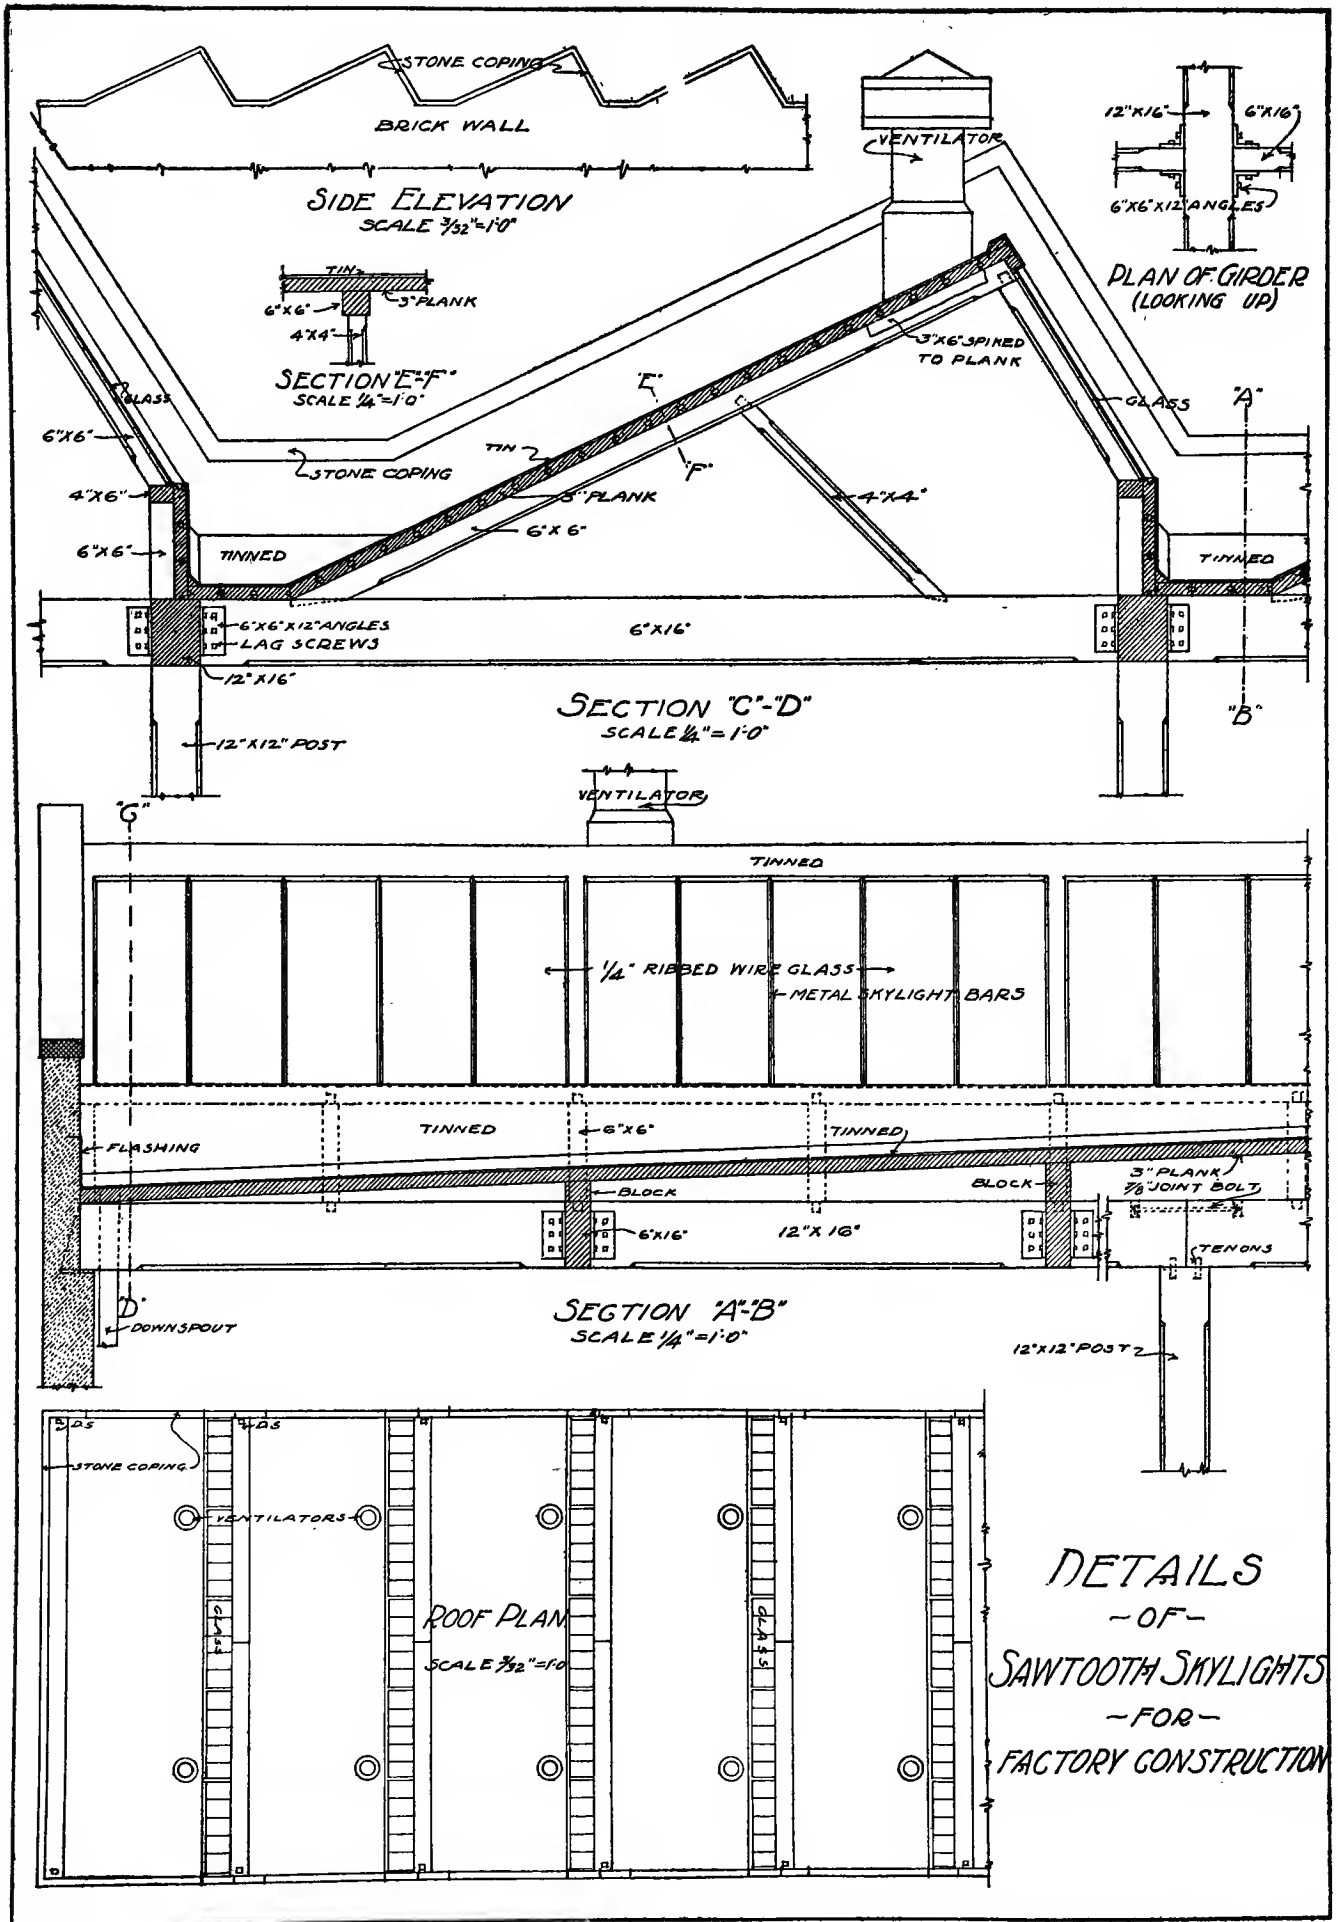 STONE COPING
BRICK WALL
SIDE ELEVATION
SCALE 3/32"=1'-0"
VENTILATOR
12"X16"
6"X16"
6"X6"X12" ANGLES
PLAN OF GIRDER
(LOOKING UP)
TIN
3" PLANK
6"X6"
4"X4"
SECTION "E"-"F"
SCALE 1/4"=1'-0"
GLASS
6"X6"
4"X6"
6"X6"
STONE COPING
TINNED
TIN
"E"
"F"
3" PLANK
6"X6"
3"X6" SPIKED
TO PLANK
4"X4"
GLASS
"A"
TINNED
6"X6"X12" ANGLES
LAG SCREWS
12"X16"
6"X16"
12"X12" POST
SECTION "C"-"D"
SCALE 1/4"=1'-0"
"B"
"C"
VENTILATOR
TINNED
1/4" RIBBED WIRE GLASS
METAL SKYLIGHT BARS
FLASHING
TINNED
6"X6"
TINNED
3" PLANK
7/8" JOINT BOLT
BLOCK
BLOCK
6"X16"
12"X16"
TENONS
"D"
DOWNSPOUT
SECTION "A"-"B"
SCALE 1/4"=1'-0"
12"X12" POST
D.S
D.S
STONE COPING
VENTILATORS
GLASS
ROOF PLAN
SCALE 3/32"=1'-0
GLASS
DETAILS
-OF-
SAWTOOTH SKYLIGHTS
-FOR-
FACTORY CONSTRUCTION